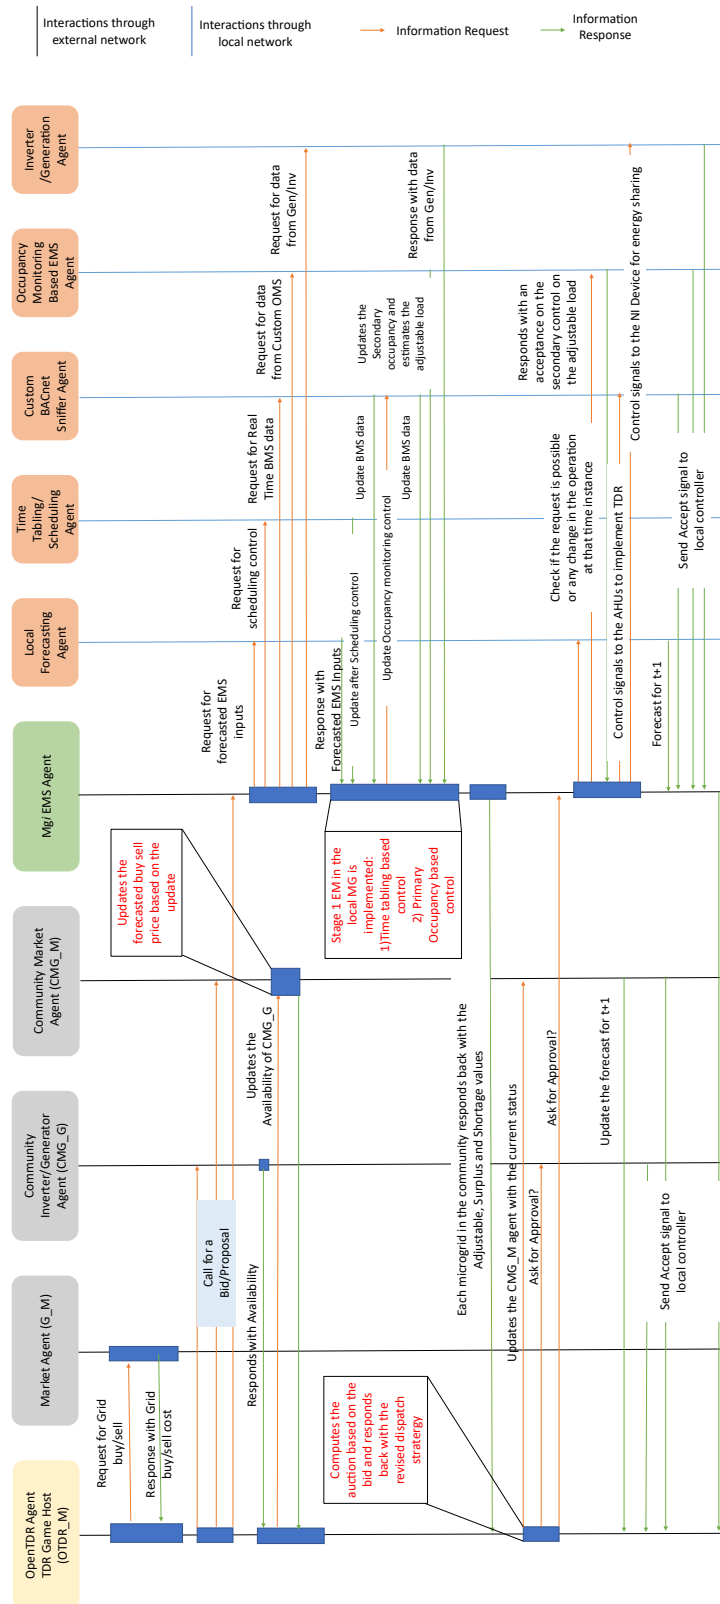 Interactions through
external network
Interactions through
local network
Information Request
Information
Response
OpenTDR Agent
TDR Game Host
(OTDR_M)
Market Agent (G_M)
Community
Inverter/Generator
Agent (CMG_G)
Community Market
Agent (CMG_M)
Mgi EMS Agent
Local
Forecasting
Agent
Time
Tabling/
Scheduling
Agent
Custom
BACnet
Sniffer Agent
Occupancy
Monitoring
Based EMS
Agent
Inverter
/Generation
Agent
Request for Grid
buy/sell
Response with Grid
buy/sell cost
Call for a
Bid/Proposal
Responds with Availability
Updates the
Availability of CMG_G
Updates the
forecasted buy sell
price based on the
update
Request for
forecasted EMS
inputs
Request for
scheduling control
Request for Real
Time BMS data
Request for data
from Custom OMS
Request for data
from Gen/Inv
Stage 1 EM in the
local MG is
implemented:
1)Time tabling based
control
2) Primary
Occupancy based
control
Response with
Forecasted EMS Inputs
Update after Scheduling control
Update BMS data
Update Occupancy monitoring control
Updates the
Secondary
occupancy and
estimates the
adjustable load
Update BMS data
Response with data
from Gen/Inv
Computes the
auction based on the
bid and responds
back with the
revised dispatch
stratergy
Each microgrid in the community responds back with the
Adjustable, Surplus and Shortage values
Updates the CMG_M agent with the current status
Ask for Approval?
Ask for Approval?
Check if the request is possible
or any change in the operation
at that time instance
Responds with an
acceptance on the
secondary control on
the adjustable load
Control signals to the AHUs to implement TDR
Control signals to the NI Device for energy sharing
Update the forecast for t+1
Forecast for t+1
Send Accept signal to
local controller
Send Accept signal to
local controller